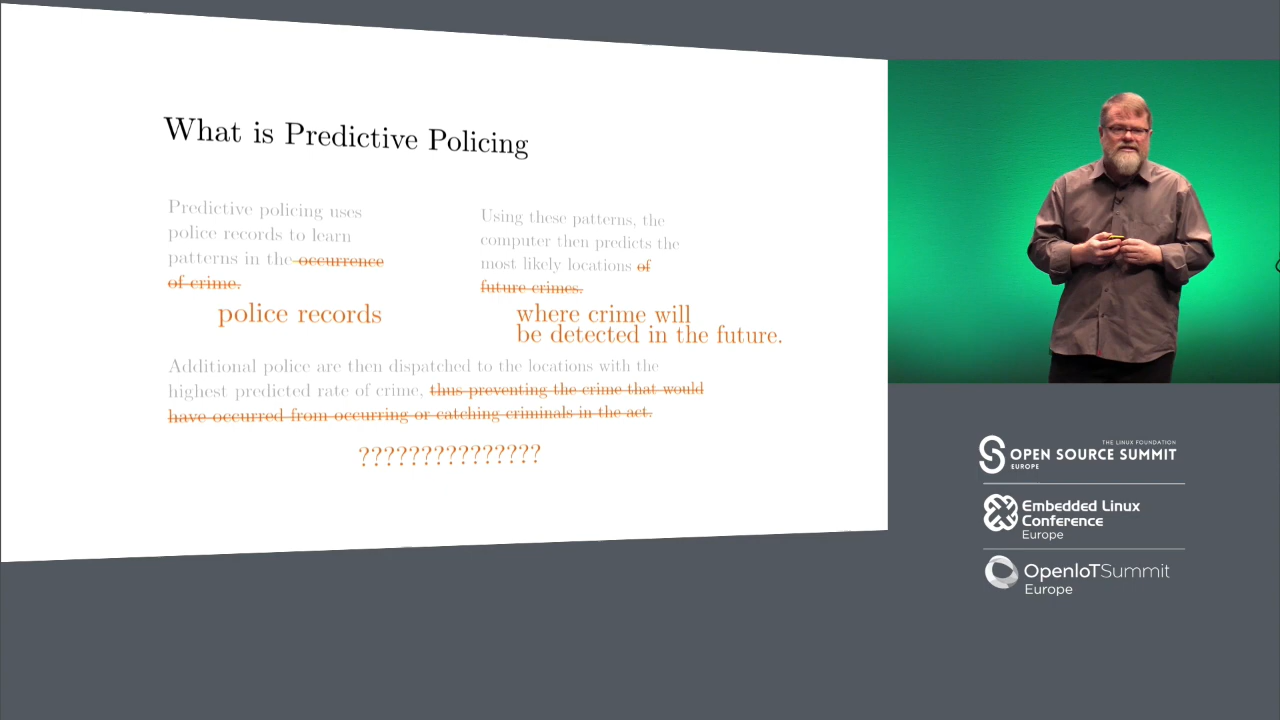 What is Predictive Policing
Predictive policing uses
police records to learn
patterns in the occurrence
of crime.
police records
Using these patterns, the
computer then predicts the
most likely locations of
future crimes.
where crime will
be detected in the future.
Additional police are then dispatched to the locations with the
highest predicted rate of crime, thus preventing the crime that would
have occurred from occurring or catching criminals in the act.
???????????????
THE LINUX FOUNDATION
OPEN SOURCE SUMMIT
EUROPE
Embedded Linux
Conference
Europe
OpenIoTSummit
Europe